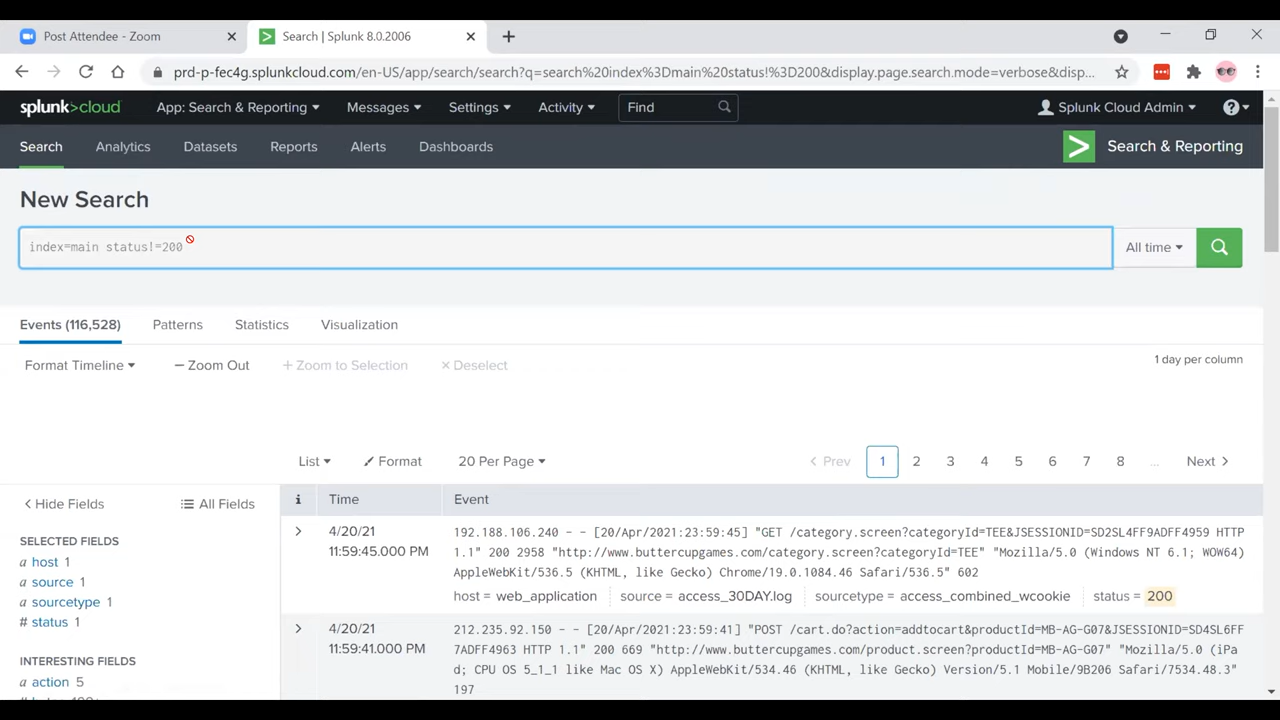 Post Attendee - Zoom
Search | Splunk 8.0.2006
prd-p-fec4g.splunkcloud.com/en-US/app/search/search?q=search%20index%3Dmain%20status!%3D200&display.page.search.mode=verbose&disp...
splunk>cloud App: Search & Reporting Messages Settings Activity Find Splunk Cloud Admin ?
Search Analytics Datasets Reports Alerts Dashboards > Search & Reporting
New Search
index=main status!=200 All time
Events (116,528) Patterns Statistics Visualization
Format Timeline — Zoom Out + Zoom to Selection × Deselect 1 day per column
List Format 20 Per Page < Prev 1 2 3 4 5 6 7 8 ... Next >
< Hide Fields All Fields
SELECTED FIELDS
a host 1
a source 1
a sourcetype 1
# status 1
INTERESTING FIELDS
a action 5
i Time Event
> 4/20/21
11:59:45.000 PM
192.188.106.240 - - [20/Apr/2021:23:59:45] "GET /category.screen?categoryId=TEE&JSESSIONID=SD2SL4FF9ADFF4959 HTTP
1.1" 200 2958 "http://www.buttercupgames.com/category.screen?categoryId=TEE" "Mozilla/5.0 (Windows NT 6.1; WOW64)
AppleWebKit/536.5 (KHTML, like Gecko) Chrome/19.0.1084.46 Safari/536.5" 602
host = web_application source = access_30DAY.log sourcetype = access_combined_wcookie status = 200
> 4/20/21
11:59:41.000 PM
212.235.92.150 - - [20/Apr/2021:23:59:41] "POST /cart.do?action=addtocart&productId=MB-AG-G07&JSESSIONID=SD4SL6FF
7ADFF4963 HTTP 1.1" 200 669 "http://www.buttercupgames.com/product.screen?productId=MB-AG-G07" "Mozilla/5.0 (iPa
d; CPU OS 5_1_1 like Mac OS X) AppleWebKit/534.46 (KHTML, like Gecko) Version/5.1 Mobile/9B206 Safari/7534.48.3"
197